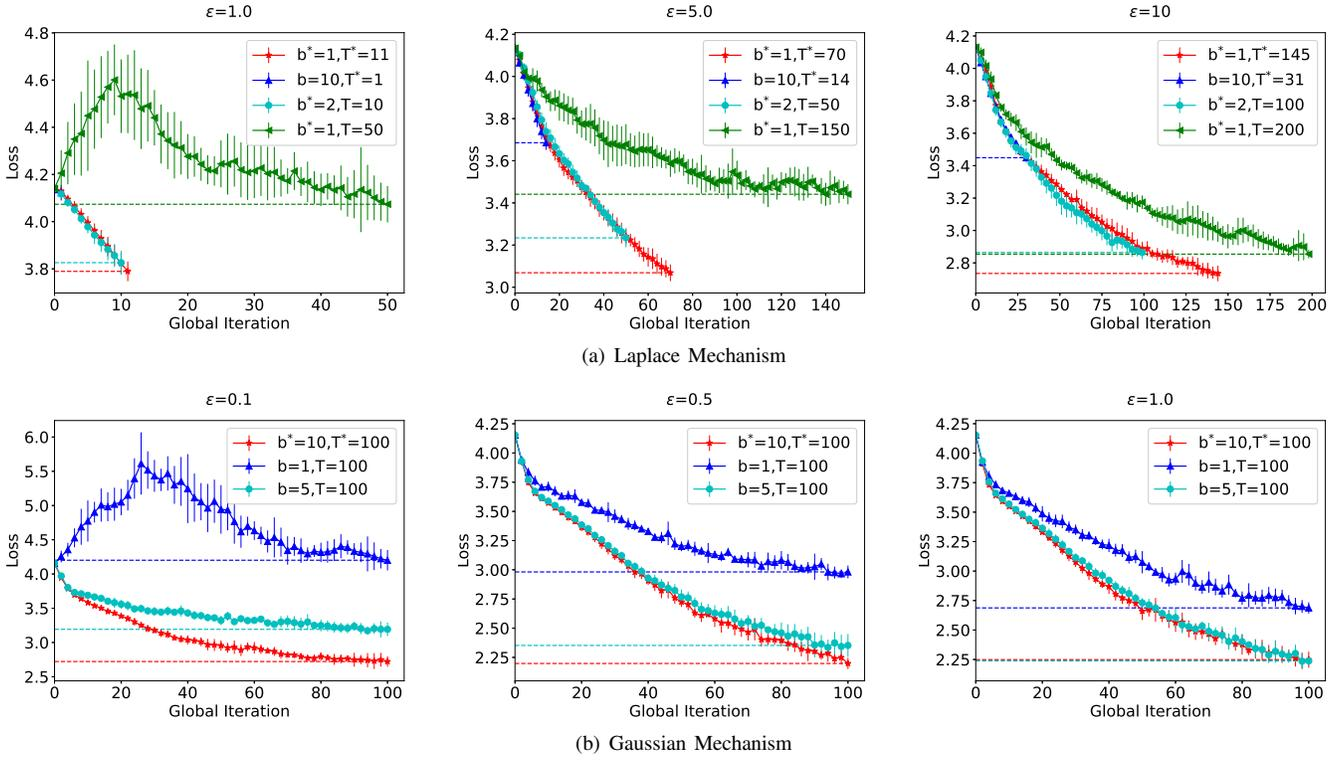 ε=1.0
4.8
4.6
4.4
4.2
4.0
3.8
Loss
b*=1,T*=11
b=10,T*=1
b*=2,T=10
b*=1,T=50
0 10 20 30 40 50
Global Iteration
ε=5.0
4.2
4.0
3.8
3.6
3.4
3.2
3.0
Loss
b*=1,T*=70
b=10,T*=14
b*=2,T=50
b*=1,T=150
0 20 40 60 80 100 120 140
Global Iteration
ε=10
4.2
4.0
3.8
3.6
3.4
3.2
3.0
2.8
Loss
b*=1,T*=145
b=10,T*=31
b*=2,T=100
b*=1,T=200
0 25 50 75 100 125 150 175 200
Global Iteration
(a) Laplace Mechanism
ε=0.1
6.0
5.5
5.0
4.5
4.0
3.5
3.0
2.5
Loss
b*=10,T*=100
b=1,T=100
b=5,T=100
0 20 40 60 80 100
Global Iteration
ε=0.5
4.25
4.00
3.75
3.50
3.25
3.00
2.75
2.50
2.25
Loss
b*=10,T*=100
b=1,T=100
b=5,T=100
0 20 40 60 80 100
Global Iteration
ε=1.0
4.25
4.00
3.75
3.50
3.25
3.00
2.75
2.50
2.25
Loss
b*=10,T*=100
b=1,T=100
b=5,T=100
0 20 40 60 80 100
Global Iteration
(b) Gaussian Mechanism